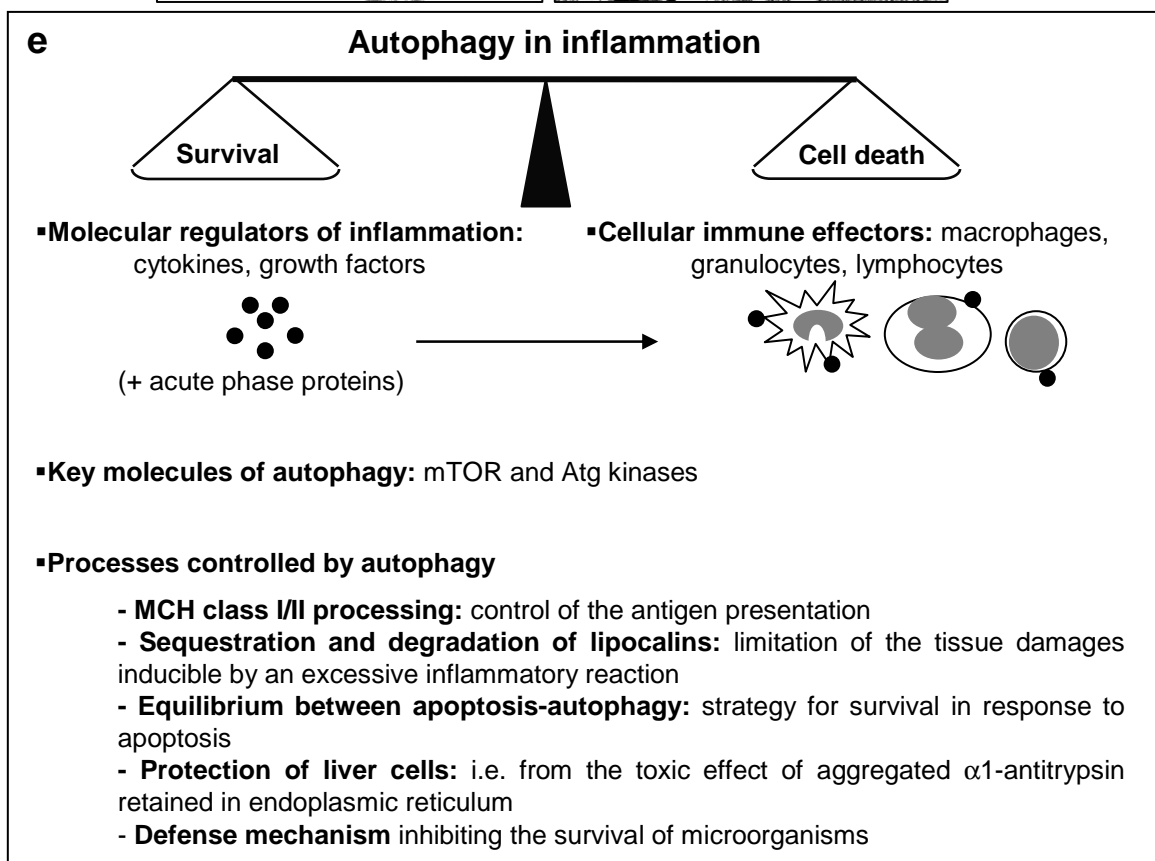 e
Autophagy in inflammation
Survival
Cell death
▪Molecular regulators of inflammation:
cytokines, growth factors
▪Cellular immune effectors: macophages,
granulocytes, lymphocytes
(+ acute phase proteins)
▪Key molecules of autophagy: mTOR and Atg kinases
▪Processes controlled by autophagy
- MCH class I/II processing: control of the antigen presentation
- Sequestration and degradation of lipocalins: limitation of the tissue damages
inducible by an excessive inflammatory reaction
- Equilibrium between apoptosis-autophagy: strategy for survival in response to
apoptosis
- Protection of liver cells: i.e. from the toxic effect of aggregated α1-antitrypsin
retained in endoplasmic reticulum
- Defense mechanism inhibiting the survival of microorganisms